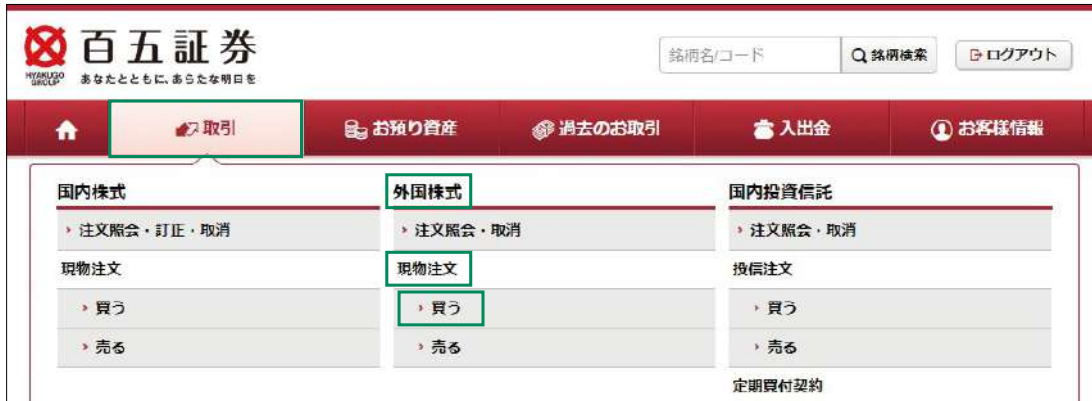 百五証券
HYAKUGO GROUP
あなたとともに、あらたな明日を
銘柄名/コード
銘柄検索
ログアウト
取引
お預り資産
過去のお取引
入出金
お客様情報
国内株式
注文照会・訂正・取消
現物注文
買う
売る
外国株式
注文照会・取消
現物注文
買う
売る
国内投資信託
注文照会・取消
投信注文
買う
売る
定期買付契約